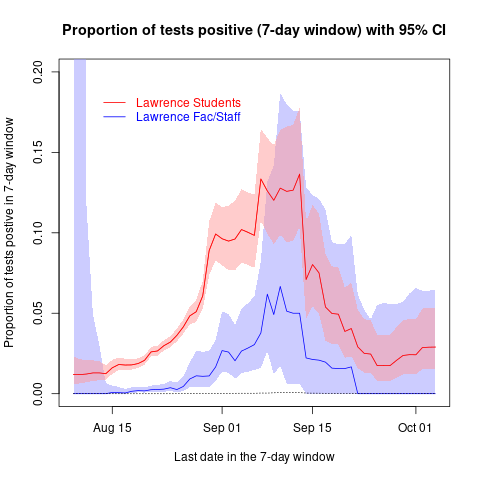 Proportion of tests positive (7-day window) with 95% CI
Proportion of tests postive in 7-day window
0.20
0.15
0.10
0.05
0.00
Lawrence Students
Lawrence Fac/Staff
Aug 15
Sep 01
Sep 15
Oct 01
Last date in the 7-day window